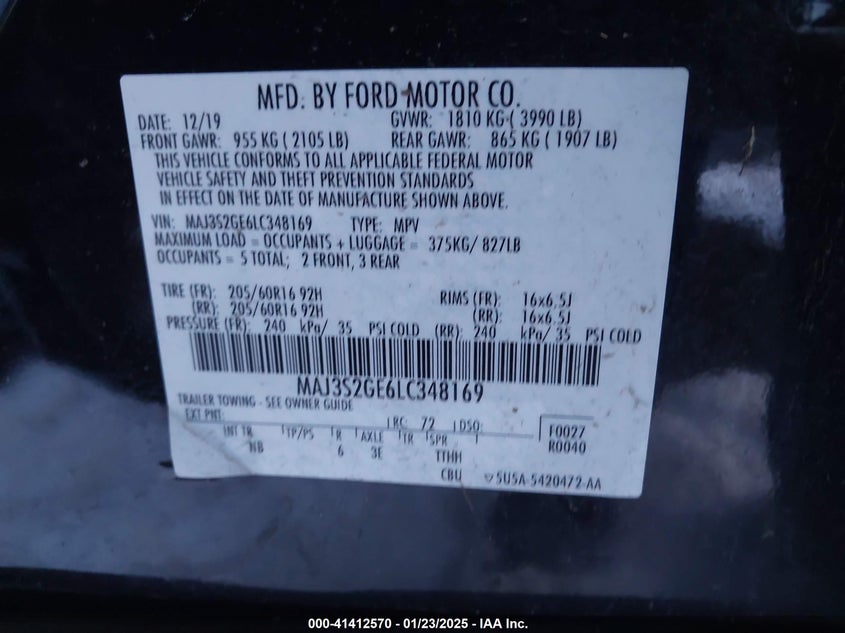 MFD. BY FORD MOTOR CO.
DATE: 12/19 GVWR: 1810 KG ( 3990 LB)
FRONT GAWR: 955 KG ( 2105 LB) REAR GAWR: 865 KG ( 1907 LB)
THIS VEHICLE CONFORMS TO ALL APPLICABLE FEDERAL MOTOR
VEHICLE SAFETY AND THEFT PREVENTION STANDARDS
IN EFFECT ON THE DATE OF MANUFACTURE SHOWN ABOVE.
VIN: MAJ3S2GE6LC348169 TYPE: MPV
MAXIMUM LOAD = OCCUPANTS + LUGGAGE = 375KG/ 827LB
OCCUPANTS = 5 TOTAL; 2 FRONT, 3 REAR
TIRE (FR): 205/60R16 92H RIMS (FR): 16x6.5J
(RR): 205/60R16 92H (RR): 16x6.5J
PRESSURE (FR): 240 kPa/ 35 PSI COLD (RR): 240 kPa/ 35 PSI COLD
MAJ3S2GE6LC348169
TRAILER TOWING - SEE OWNER GUIDE
EXT PNT: RC: 72 DSO: F0027
INT TR TP/PS R AXLE TR SPR R0040
NB 6 3E TTHH
CBU 5U5A-5420472-AA
000-41412570 — 01/23/2025 — IAA Inc.